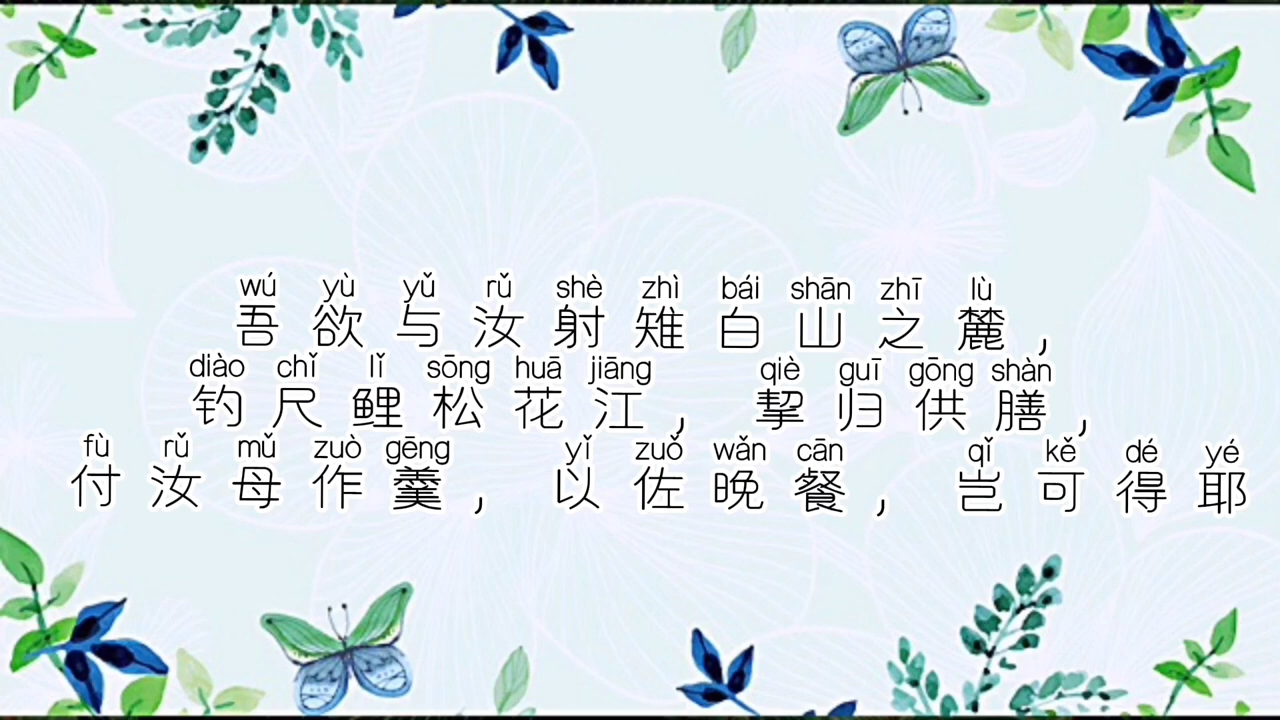 wú yù yǔ rǔ shè zhì bái shān zhī lù
吾欲与汝射雉白山之麓，
diào chǐ lǐ sōng huā jiāng qiè guī gōng shàn
钓尺鲤松花江，挈归供膳，
fù rǔ mǔ zuò gēng yǐ zuǒ wǎn cān qǐ kě dé yé
付汝母作羹，以佐晚餐，岂可得耶